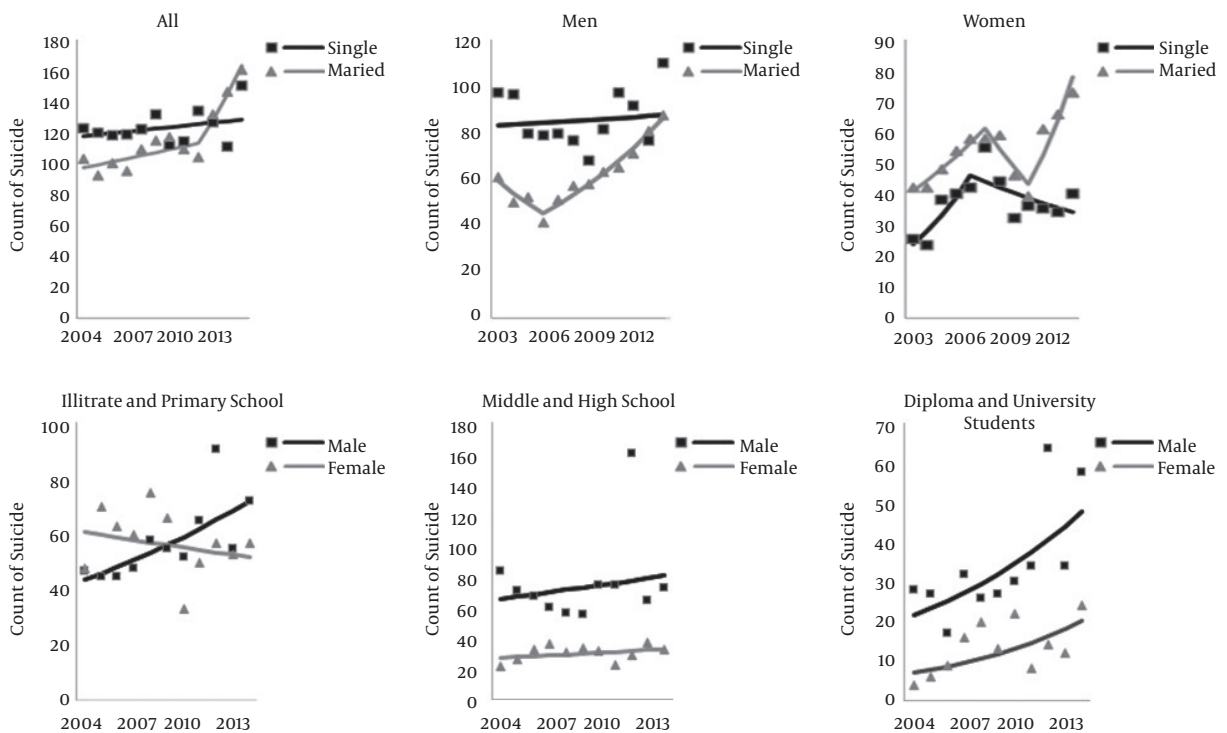 All
180
160
140
120
100
80
60
40
20
0
Count of Suicide
2004 2007 2010 2013
Single
Maried
Men
120
100
80
60
40
20
0
Count of Suicide
2003 2006 2009 2012
Single
Maried
Women
90
80
70
60
50
40
30
20
10
0
Count of Suicide
2003 2006 2009 2012
Single
Maried
Illitrate and Primary School
100
80
60
40
20
0
Count of Suicide
2004 2007 2010 2013
Male
Female
Middle and High School
180
160
140
120
100
80
60
40
20
0
Count of Suicide
2004 2007 2010 2013
Male
Female
Diploma and University
Students
70
60
50
40
30
20
10
0
Count of Suicide
2004 2007 2010 2013
Male
Female